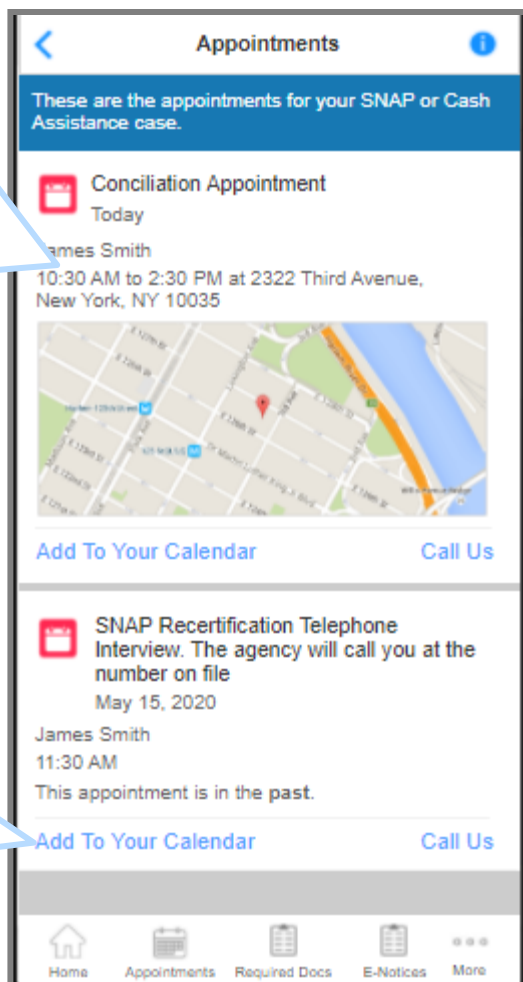 Appointments
These are the appointments for your SNAP or Cash
Assistance case.
Conciliation Appointment
Today
James Smith
10:30 AM to 2:30 PM at 2322 Third Avenue,
New York, NY 10035
Add To Your Calendar
Call Us
SNAP Recertification Telephone
Interview. The agency will call you at the
number on file
May 15, 2020
James Smith
11:30 AM
This appointment is in the past.
Add To Your Calendar
Call Us
Home
Appointments
Required Docs
E-Notices
More